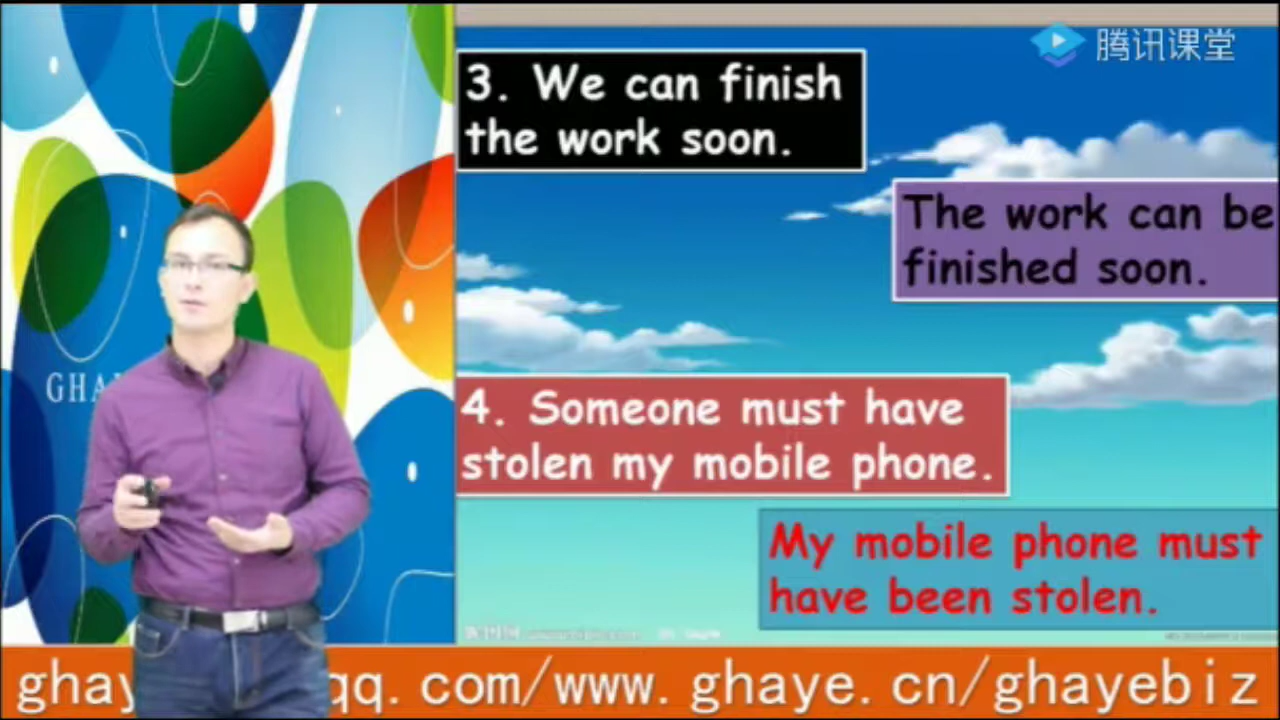 腾讯课堂
3. We can finish
the work soon.
The work can be
finished soon.
4. Someone must have
stolen my mobile phone.
My mobile phone must
have been stolen.
GHAY
ghay qq. com/www. ghaye. cn/ghayebiz